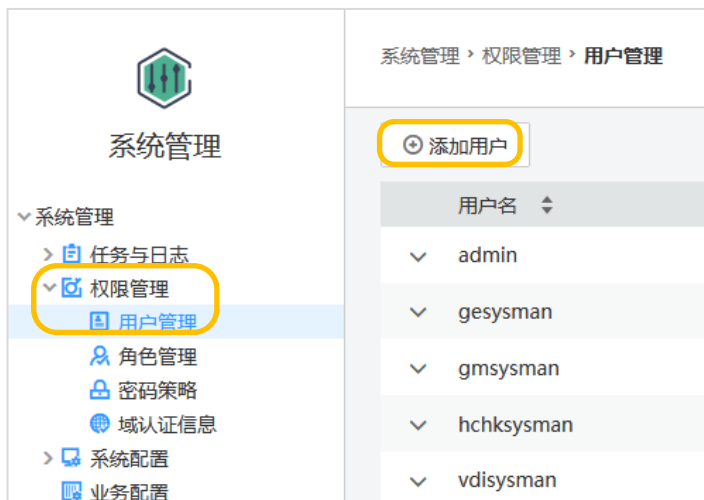 系统管理
系统管理
任务与日志
权限管理
用户管理
角色管理
密码策略
域认证信息
系统配置
业务配置
系统管理 > 权限管理 > 用户管理
添加用户
用户名
admin
gesysman
gmsysman
hchksysman
vdisysman